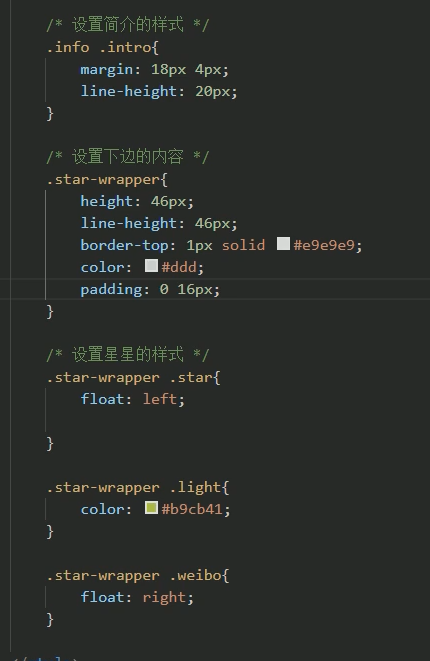 /* 设置简介的样式 */
.info .intro{
margin: 18px 4px;
line-height: 20px;
}
/* 设置下边的内容 */
.star-wrapper{
height: 46px;
line-height: 46px;
border-top: 1px solid #e9e9e9;
color: #ddd;
padding: 0 16px;
}
/* 设置星星的样式 */
.star-wrapper .star{
float: left;
}
.star-wrapper .light{
color: #b9cb41;
}
.star-wrapper .weibo{
float: right;
}